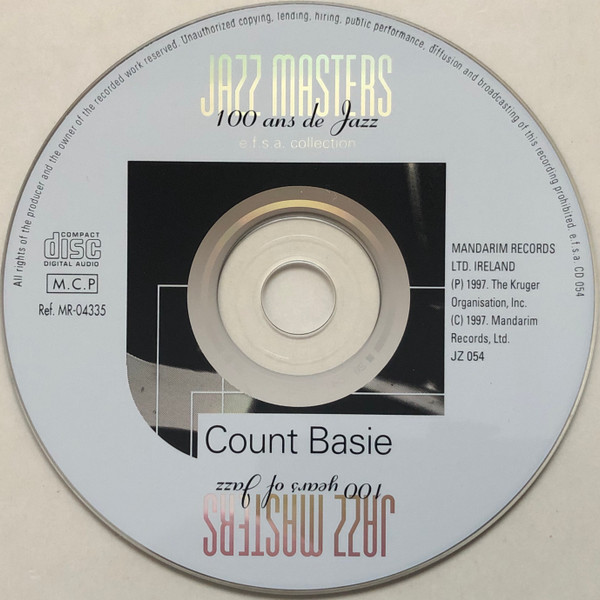 All rights of the producer and the owner of the recorded work reserved. Unauthorized copying, lending, hiring, public performance, diffusion and broadcasting of this recording prohibited. e.f.s.a. CD 054
JAZZ MASTERS
100 ans de Jazz
e.f.s.a. collection
COMPACT
disc
DIGITAL AUDIO
M.C.P
Ref. MR-04335
MANDARIM RECORDS
LTD. IRELAND
(P) 1997. The Kruger
Organisation, Inc.
(C) 1997. Mandarim
Records, Ltd.
JZ 054
Count Basie
100 years of Jazz
JAZZ MASTERS